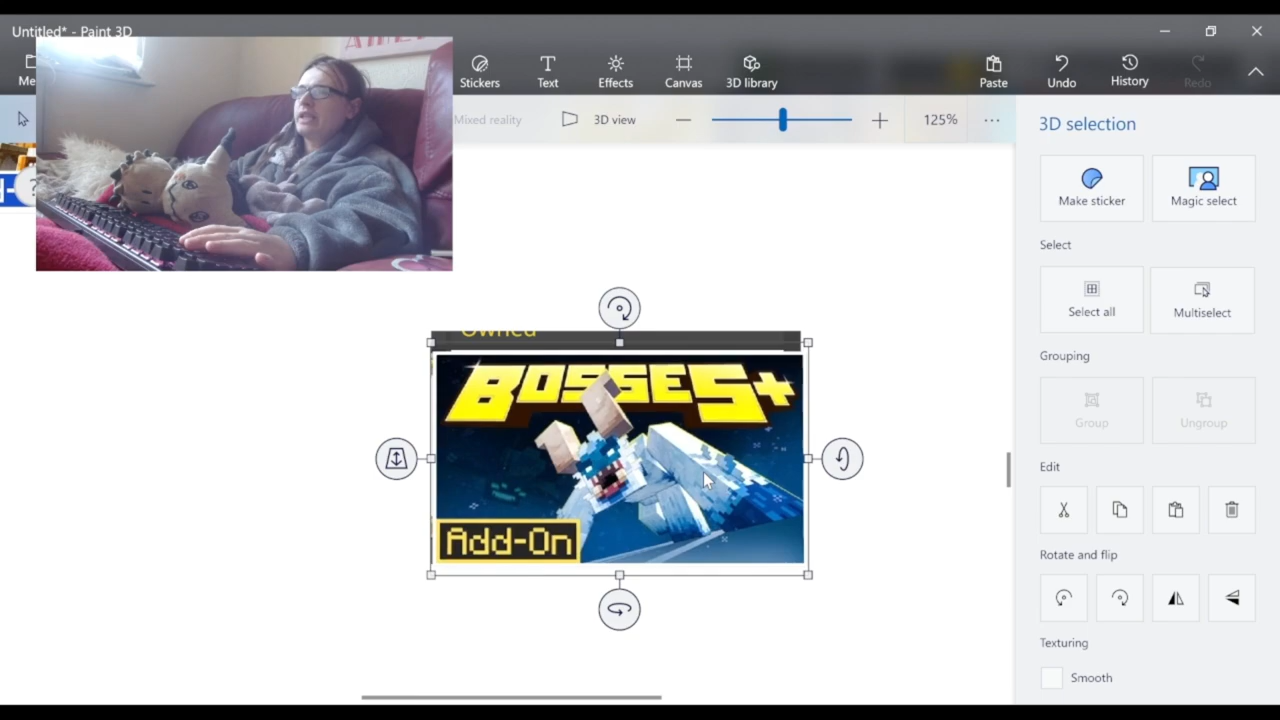 Untitled* - Paint 3D
Me
Stickers
Text
Effects
Canvas
3D library
Paste
Undo
History
Redo
Mixed reality
3D view
125%
3D selection
Make sticker
Magic select
Select
Select all
Multiselect
Grouping
Group
Ungroup
Edit
Rotate and flip
Texturing
Smooth
Owned
BOSSES+
Add-On